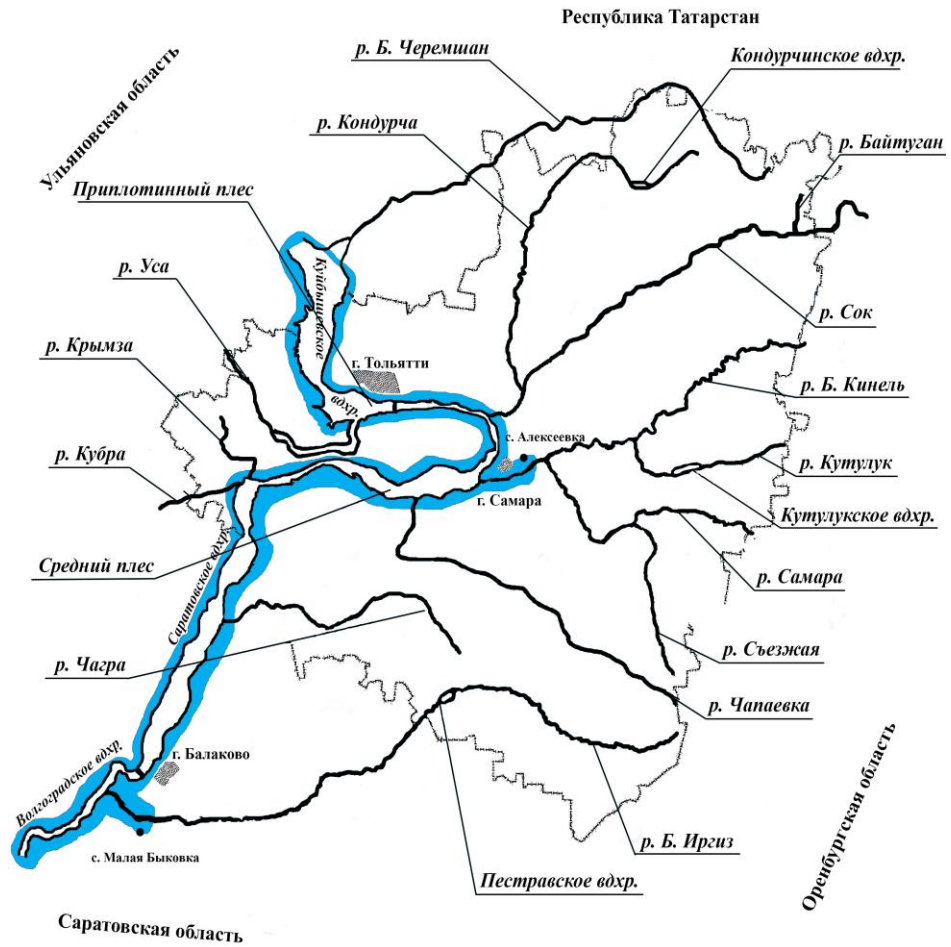 Республика Татарстан
р. Б. Черемшан
Кондурчинское вдхр.
Ульяновская область
р. Кондурча
р. Байтуган
Приплотинный плес
р. Уса
Куйбышевское
вдхр.
р. Сок
р. Крымза
г. Тольятти
р. Б. Кинель
с. Алексеевка
р. Кубра
р. Кутулук
г. Самара
Кутулукское вдхр.
Средний плес
Саратовское вдхр.
р. Самара
р. Чагра
р. Съезжая
р. Чапаевка
г. Балаково
Волгоградское вдхр.
р. Б. Иргиз
с. Малая Быковка
Пестравское вдхр.
Оренбургская область
Саратовская область